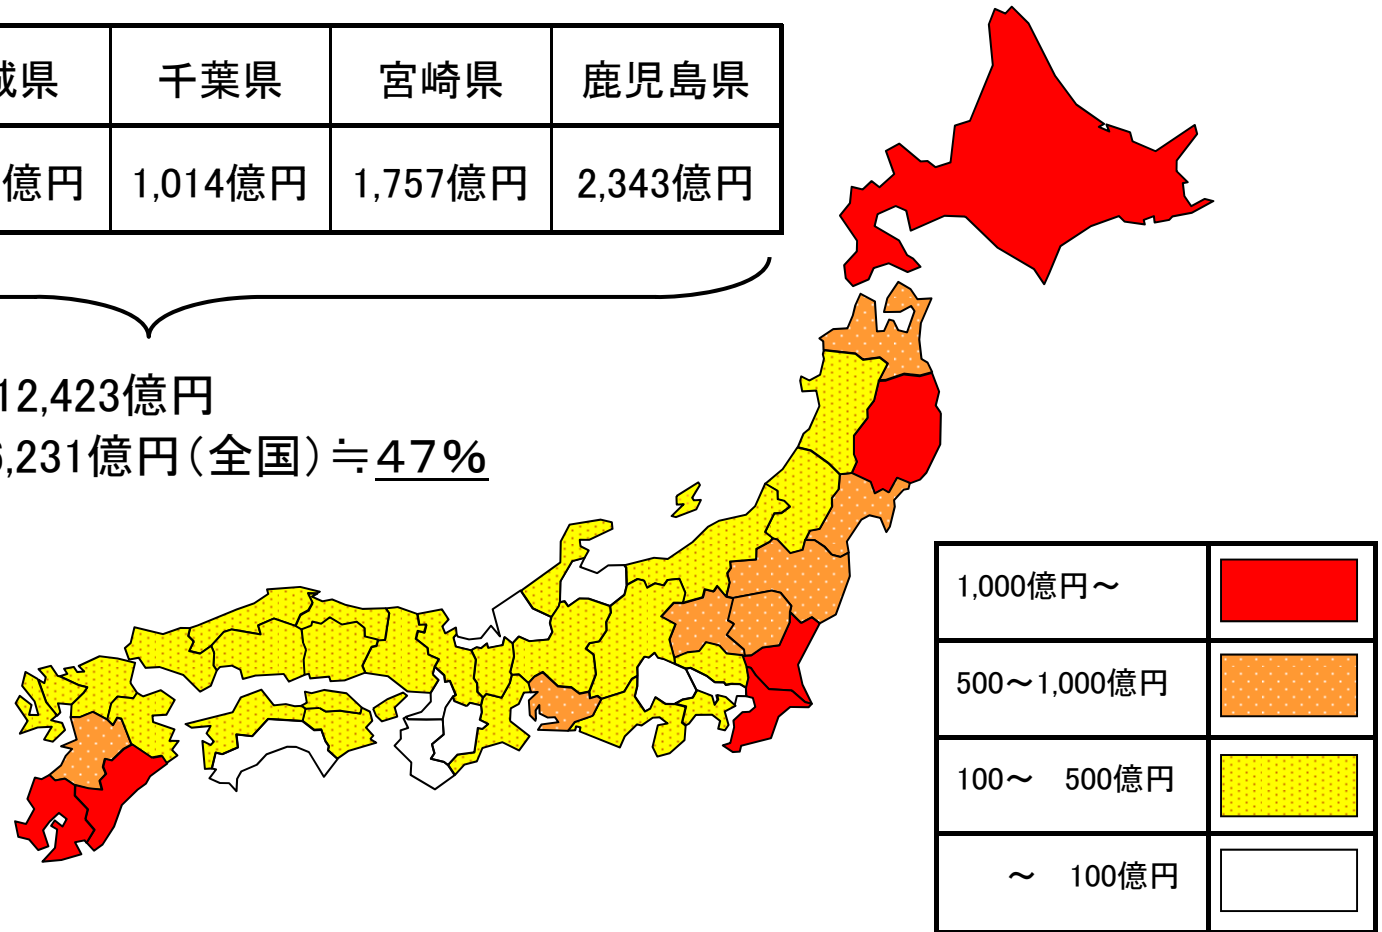 城県 千葉県 宮崎県 鹿児島県
億円 1,014億円 1,757億円 2,343億円
12,423億円
6,231億円（全国）≒47%
1,000億円～
500～1,000億円
100～　500億円
～　100億円